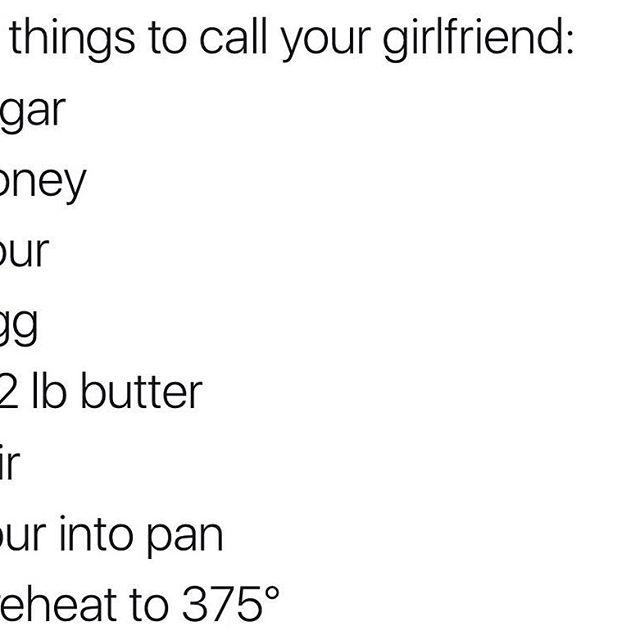 things to call your girlfriend:
gar
oney
our
gg
2 lb butter
ir
our into pan
eheat to 375°